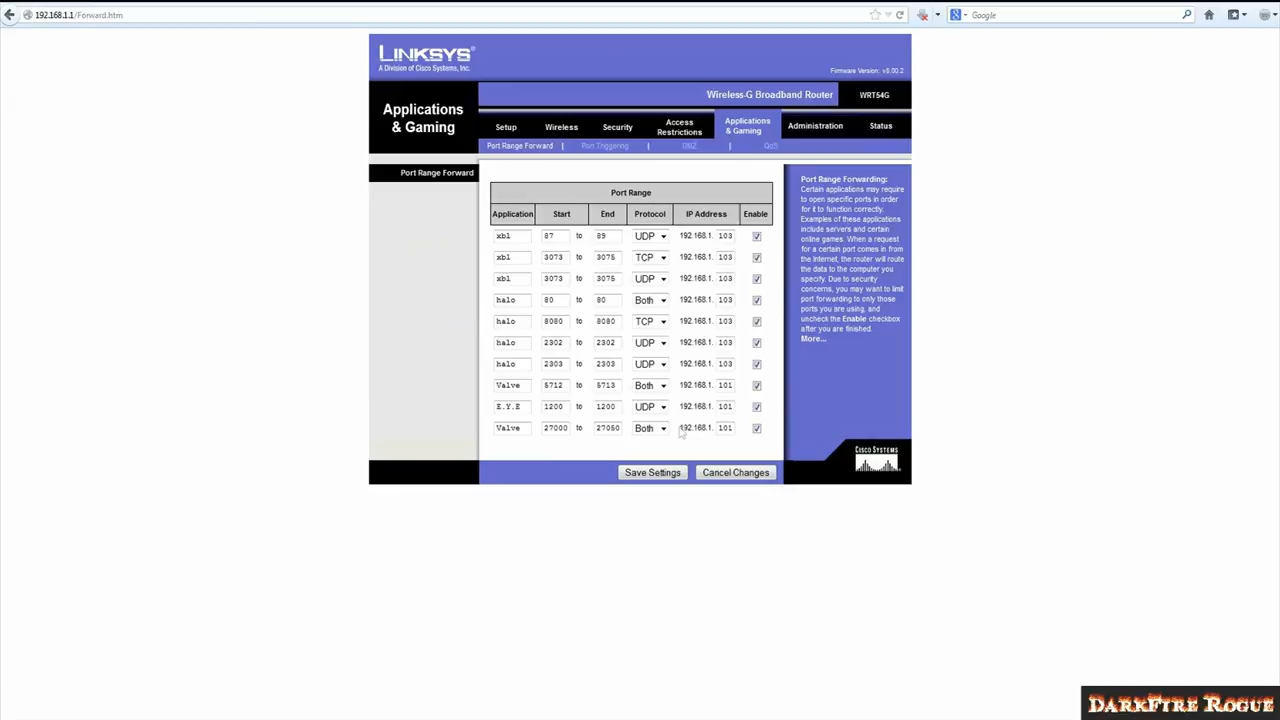 192.168.1.1/Forward.htm
Google
LINKSYS®
A Division of Cisco Systems, Inc.
Firmware Version: v8.00.2
Wireless-G Broadband Router
WRT54G
Applications
& Gaming
Setup
Wireless
Security
Access
Restrictions
Applications
& Gaming
Administration
Status
Port Range Forward | Port Triggering | DMZ | QoS
Port Range Forward
Port Range
Application Start End Protocol IP Address Enable
xbl 87 to 89 UDP 192.168.1. 103
xbl 3073 to 3075 TCP 192.168.1. 103
xbl 3073 to 3075 UDP 192.168.1. 103
halo 80 to 80 Both 192.168.1. 103
halo 8080 to 8080 TCP 192.168.1. 103
halo 2302 to 2302 UDP 192.168.1. 103
halo 2303 to 2303 UDP 192.168.1. 103
Valve 5712 to 5713 Both 192.168.1. 101
E.Y.E 1200 to 1200 UDP 192.168.1. 101
Valve 27000 to 27050 Both 192.168.1. 101
Port Range Forwarding:
Certain applications may require
to open specific ports in order
for it to function correctly.
Examples of these applications
include servers and certain
online games. When a request
for a certain port comes in from
the Internet, the router will route
the data to the computer you
specify. Due to security
concerns, you may want to limit
port forwarding to only those
ports you are using, and
uncheck the Enable checkbox
after you are finished.
More...
Save Settings
Cancel Changes
CISCO SYSTEMS
DARKFIRE ROGUE